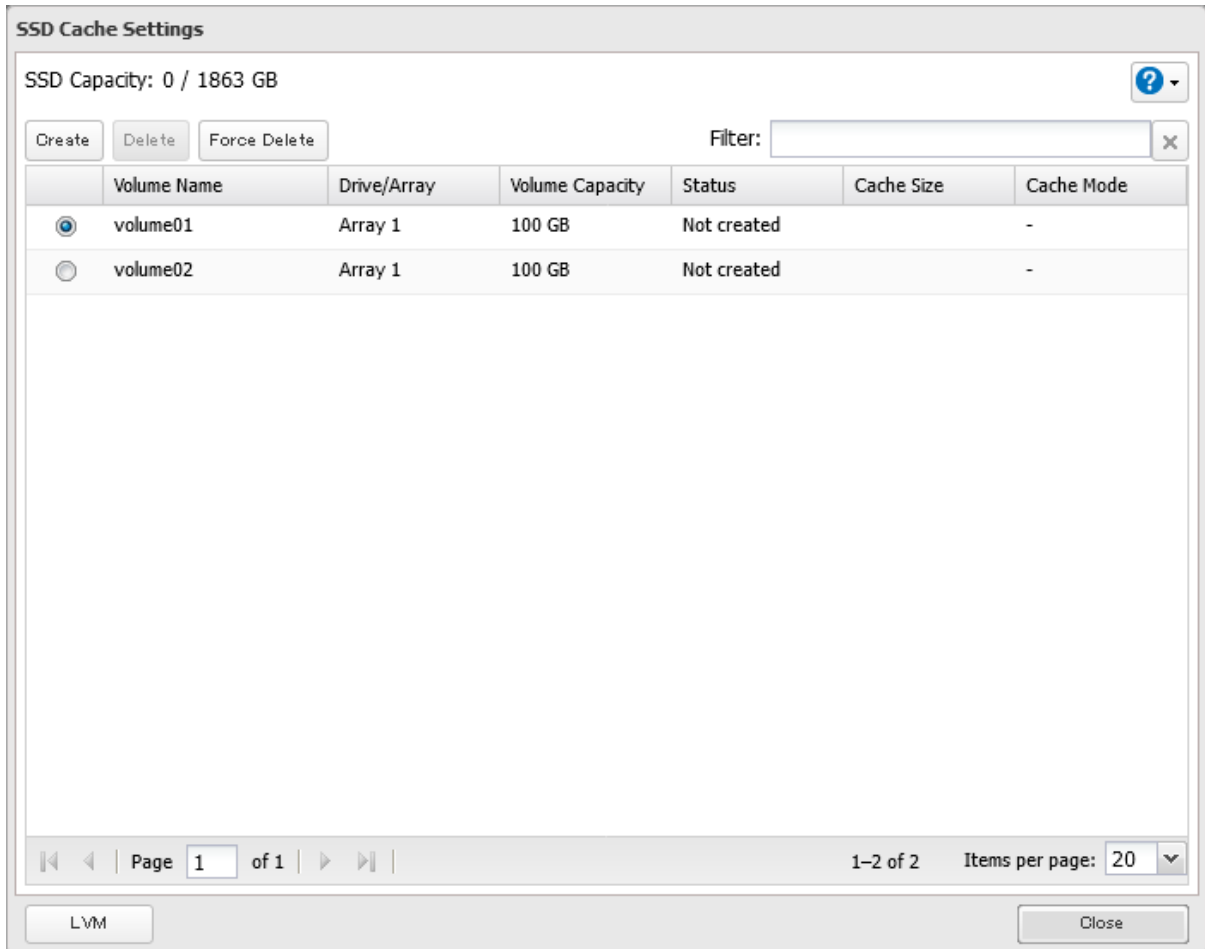 SSD Cache Settings
SSD Capacity: 0 / 1863 GB
Create Delete Force Delete Filter:
Volume Name Drive/Array Volume Capacity Status Cache Size Cache Mode
volume01 Array 1 100 GB Not created -
volume02 Array 1 100 GB Not created -
Page 1 of 1 1–2 of 2 Items per page: 20
LVM Close